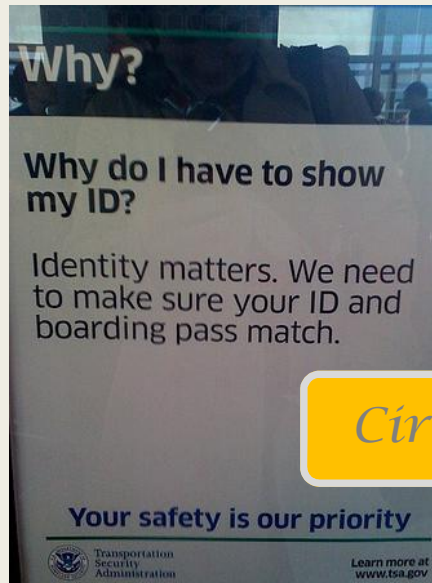 Why?
Why do I have to show
my ID?
Identity matters. We need
to make sure your ID and
boarding pass match.
Cir
Your safety is our priority
Transportation
Security
Administration
Learn more at
www.tsa.gov